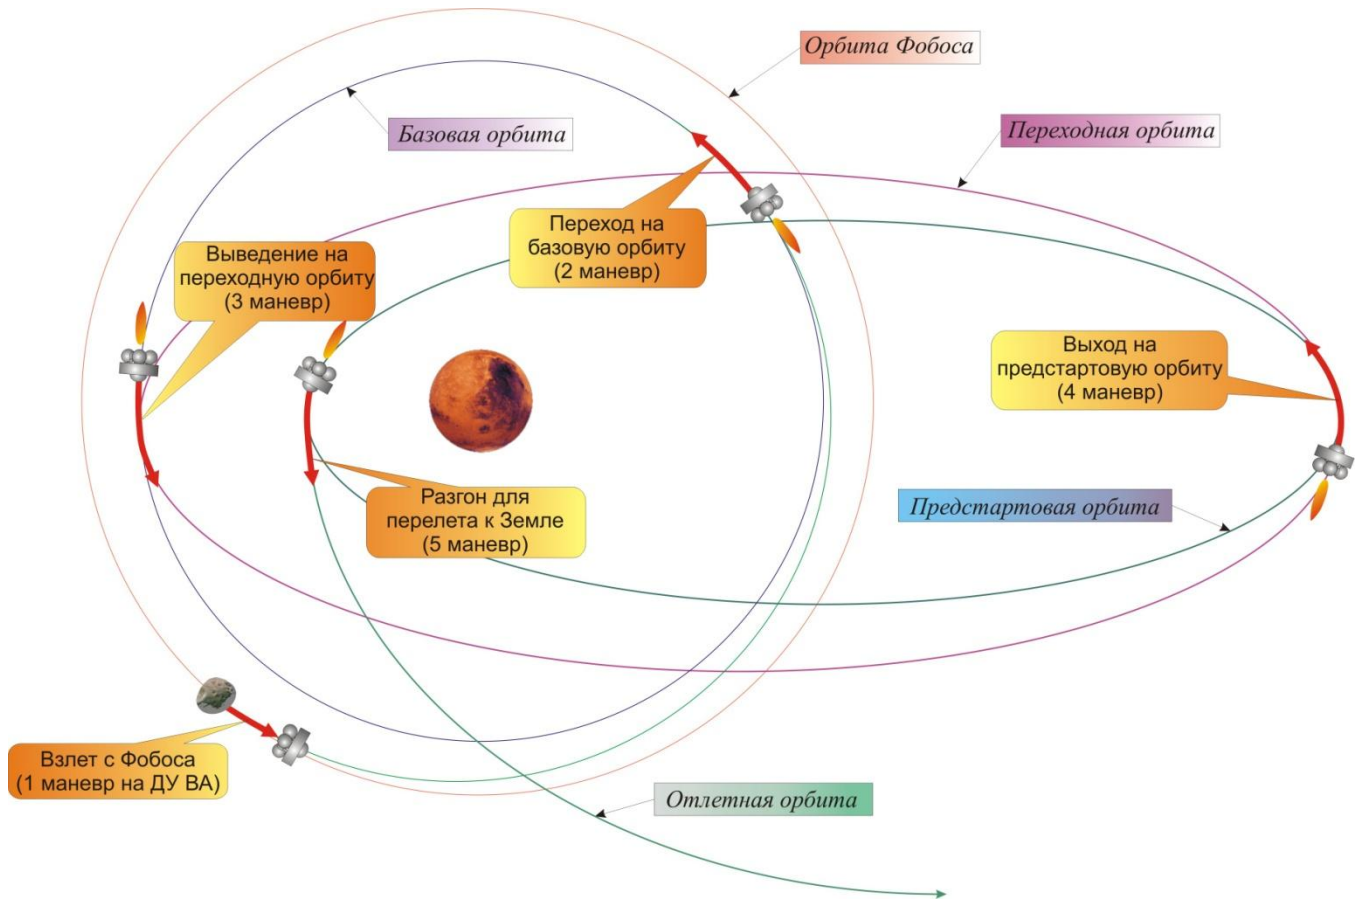 Орбита Фобоса
Базовая орбита
Переходная орбита
Переход на
базовую орбиту
(2 маневр)
Выведение на
переходную орбиту
(3 маневр)
Выход на
предстартовую орбиту
(4 маневр)
Разгон для
перелета к Земле
(5 маневр)
Предстартовая орбита
Взлет с Фобоса
(1 маневр на ДУ ВА)
Отлетная орбита